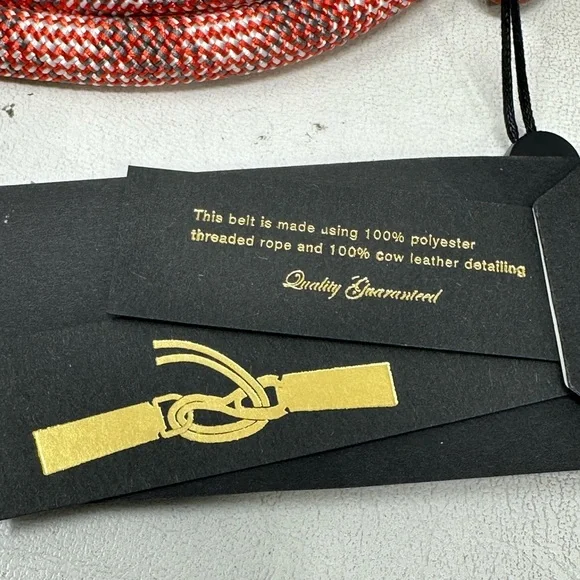 This belt is made using 100% polyester
threaded rope and 100% cow leather detailing
Quality Guaranteed